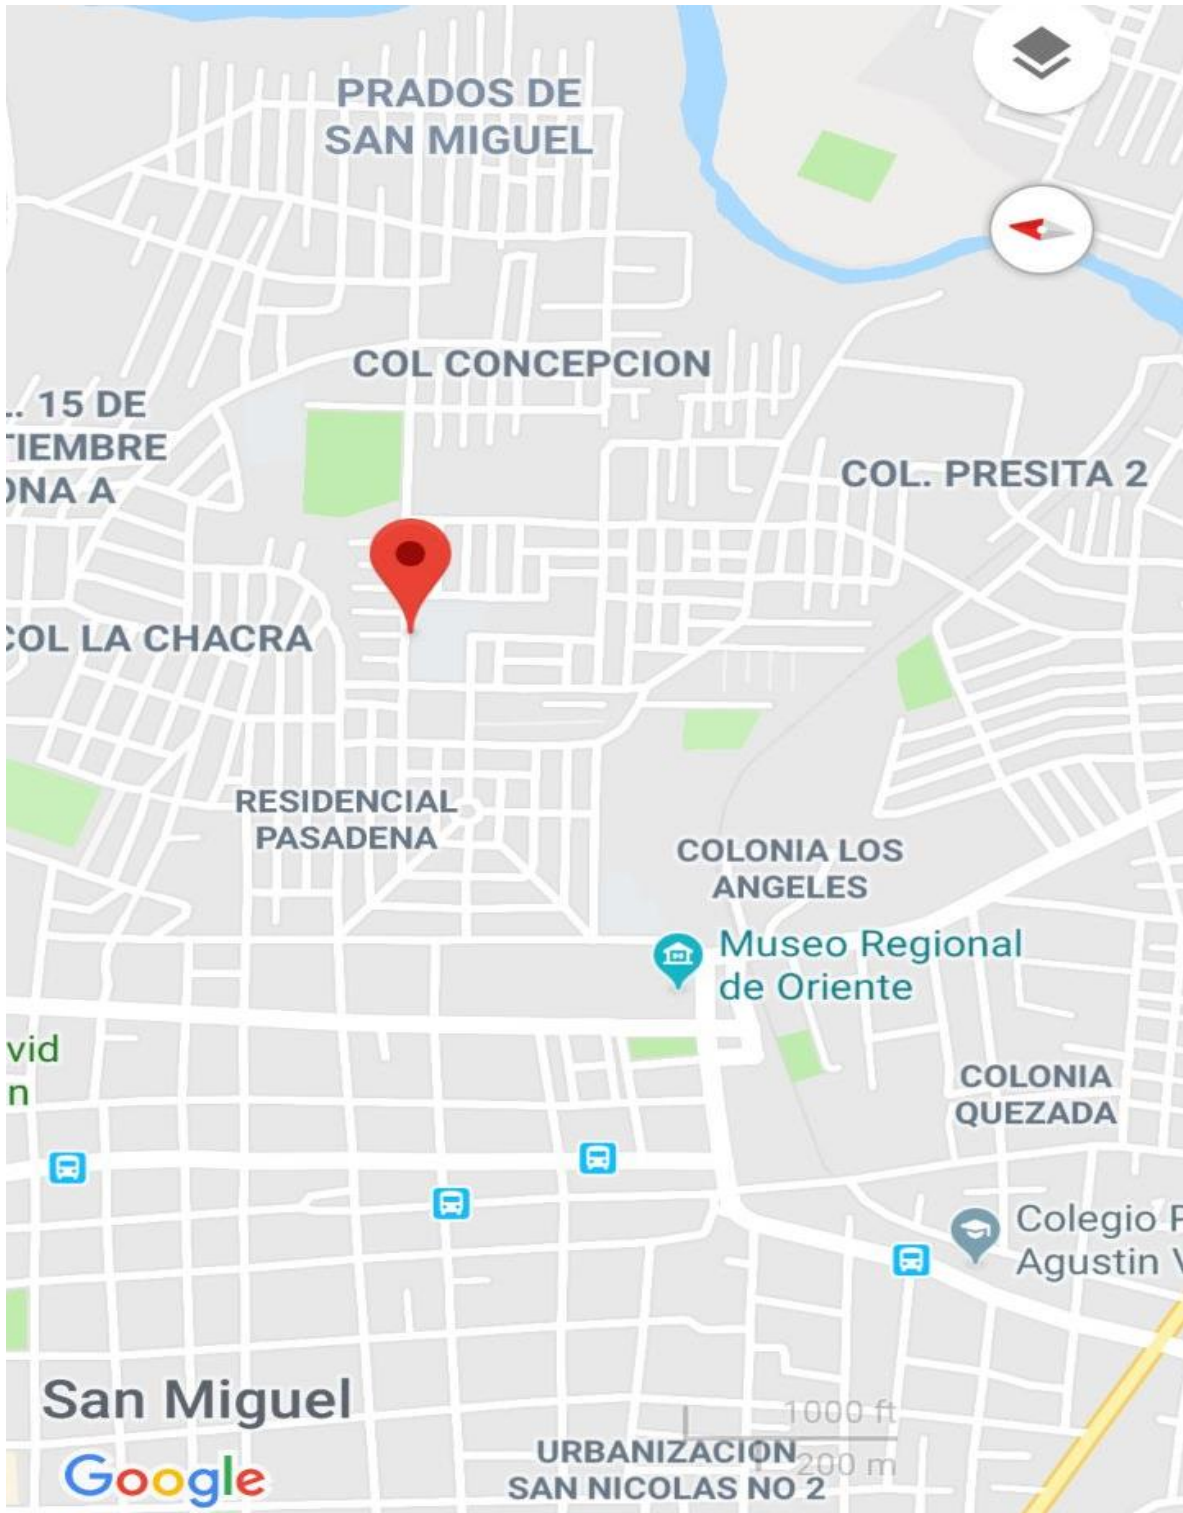 PRADOS DE
SAN MIGUEL
COL CONCEPCION
. 15 DE
TIEMBRE
ONA A
COL. PRESITA 2
COL LA CHACRA
RESIDENCIAL
PASADENA
COLONIA LOS
ANGELES
Museo Regional
de Oriente
vid
n
COLONIA
QUEZADA
Colegio P
Agustin V
San Miguel
1000 ft
200 m
URBANIZACION
SAN NICOLAS NO 2
Google